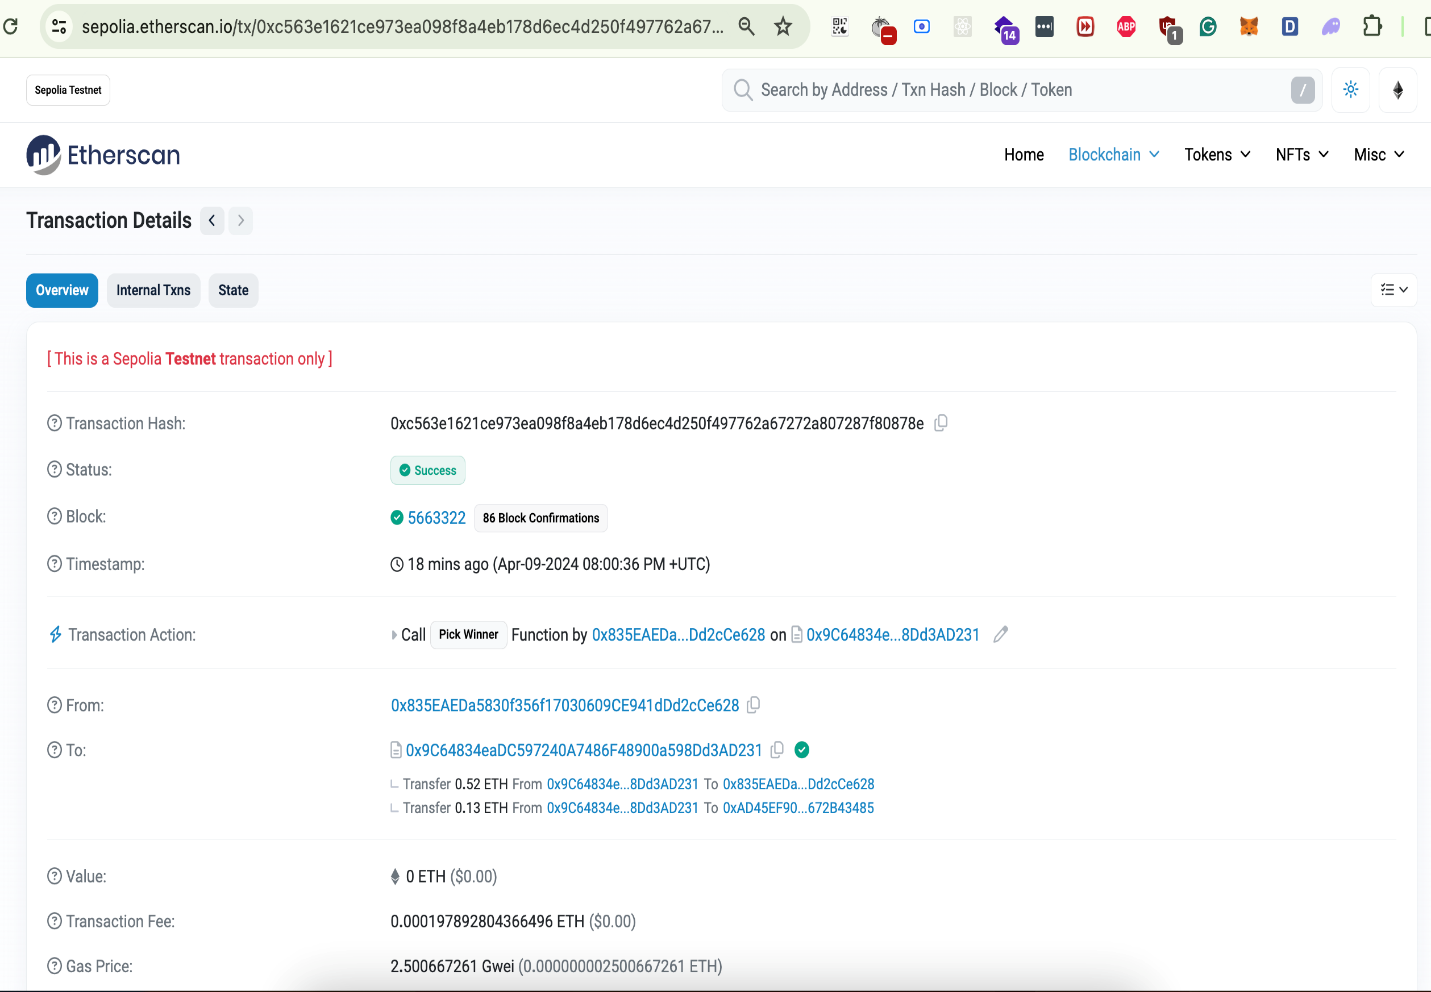 sepolia.etherscan.io/tx/0xc563e1621ce973ea098f8a4eb178d6ec4d250f497762a67...
14
ABP
1
D
Sepolia Testnet
Search by Address / Txn Hash / Block / Token
/
Etherscan
Home Blockchain Tokens NFTs Misc
Transaction Details
Overview Internal Txns State
[ This is a Sepolia Testnet transaction only ]
Transaction Hash: 0xc563e1621ce973ea098f8a4eb178d6ec4d250f497762a67272a807287f80878e
Status: Success
Block: 5663322 86 Block Confirmations
Timestamp: 18 mins ago (Apr-09-2024 08:00:36 PM +UTC)
Transaction Action: Call Pick Winner Function by 0x835EAEDa...Dd2cCe628 on 0x9C64834e...8Dd3AD231
From: 0x835EAEDa5830f356f17030609CE941dDd2cCe628
To: 0x9C64834eaDC597240A7486F48900a598Dd3AD231
Transfer 0.52 ETH From 0x9C64834e...8Dd3AD231 To 0x835EAEDa...Dd2cCe628
Transfer 0.13 ETH From 0x9C64834e...8Dd3AD231 To 0xAD45EF90...672B43485
Value: 0 ETH ($0.00)
Transaction Fee: 0.000197892804366496 ETH ($0.00)
Gas Price: 2.500667261 Gwei (0.000000002500667261 ETH)